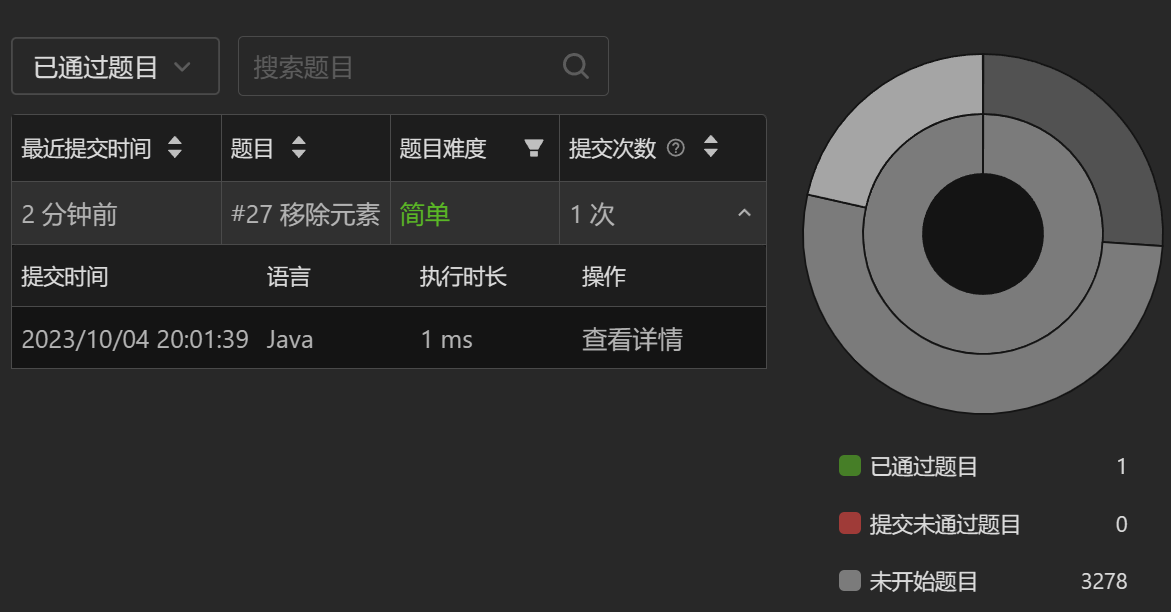 已通过题目
搜索题目
最近提交时间 题目 题目难度 提交次数 ?
2 分钟前 #27 移除元素 简单 1 次
提交时间 语言 执行时长 操作
2023/10/04 20:01:39 Java 1 ms 查看详情
已通过题目 1
提交未通过题目 0
未开始题目 3278